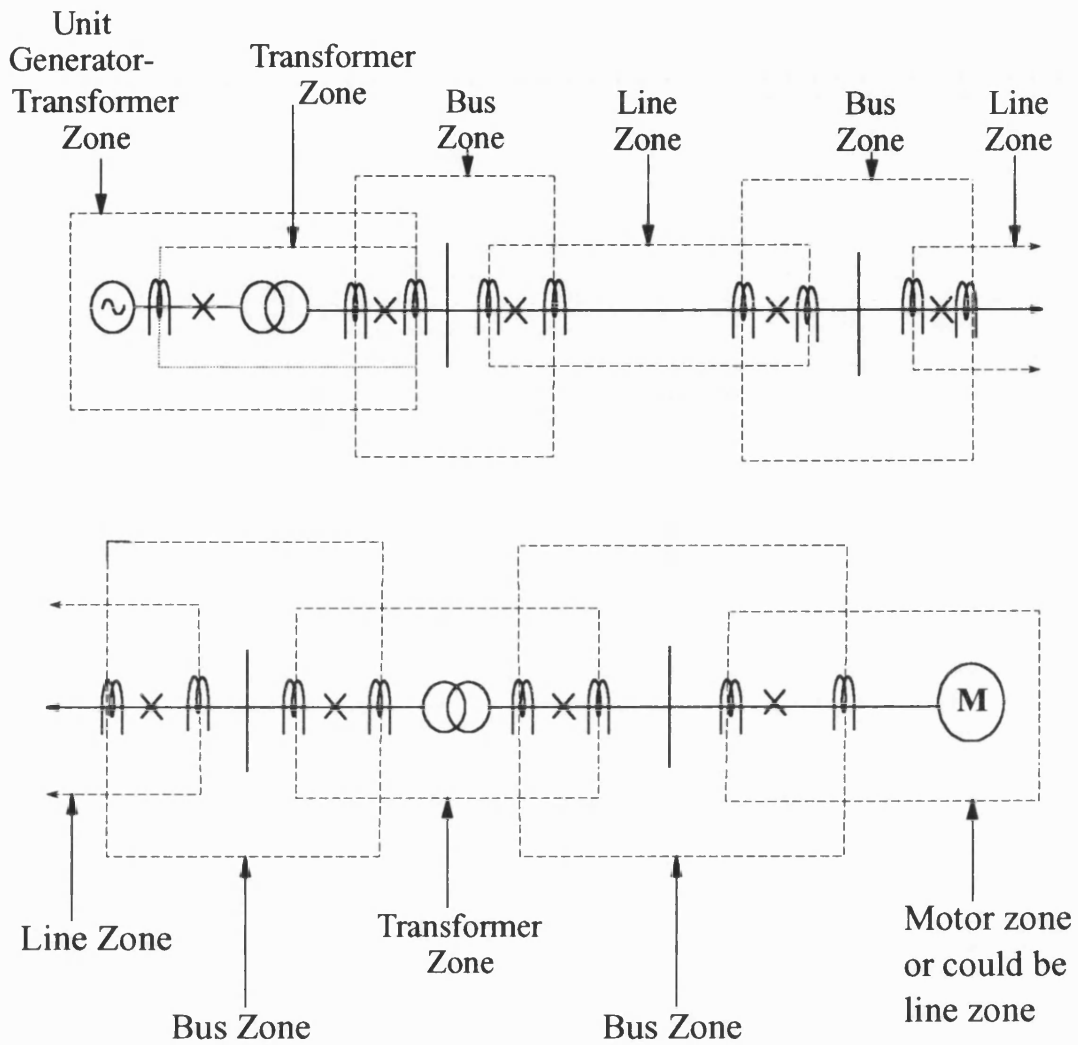 Unit
Generator-
Transformer
Zone
Transformer
Zone
Bus
Zone
Line
Zone
Bus
Zone
Line
Zone
M
Line Zone
Bus Zone
Transformer
Zone
Bus Zone
Motor zone
or could be
line zone